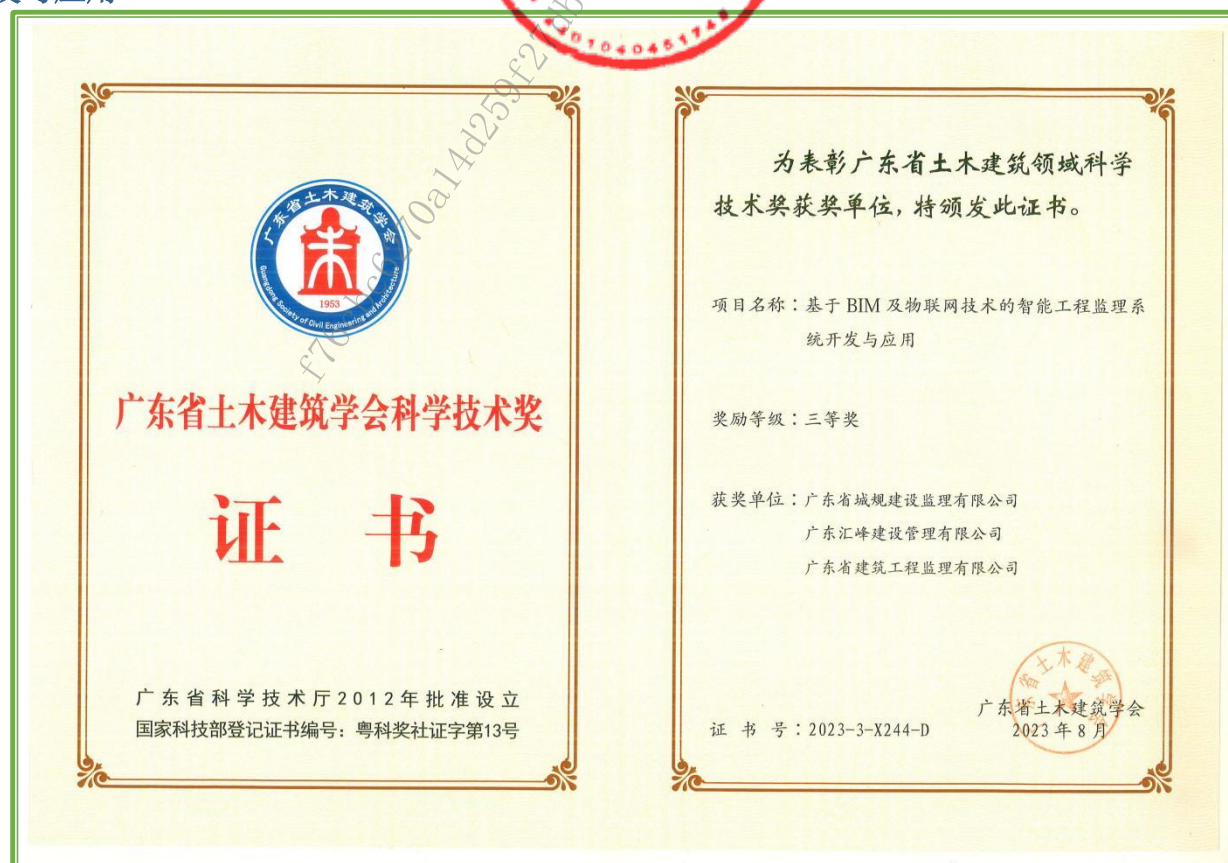 发与应用
4401040451748
广东省土木建筑学会
Guangdong Society of Civil Engineering and Architecture
1953
广东省土木建筑学会科学技术奖
证 书
广东省科学技术厅2012年批准设立
国家科技部登记证书编号：粤科奖社证字第13号
为表彰广东省土木建筑领域科学
技术奖获奖单位，特颁发此证书。
项目名称：基于 BIM 及物联网技术的智能工程监理系
统开发与应用
奖励等级：三等奖
获奖单位：广东省城规建设监理有限公司
广东汇峰建设管理有限公司
广东省建筑工程监理有限公司
证 书 号：2023-3-X244-D
广东省土木建筑学会
2023 年 8 月